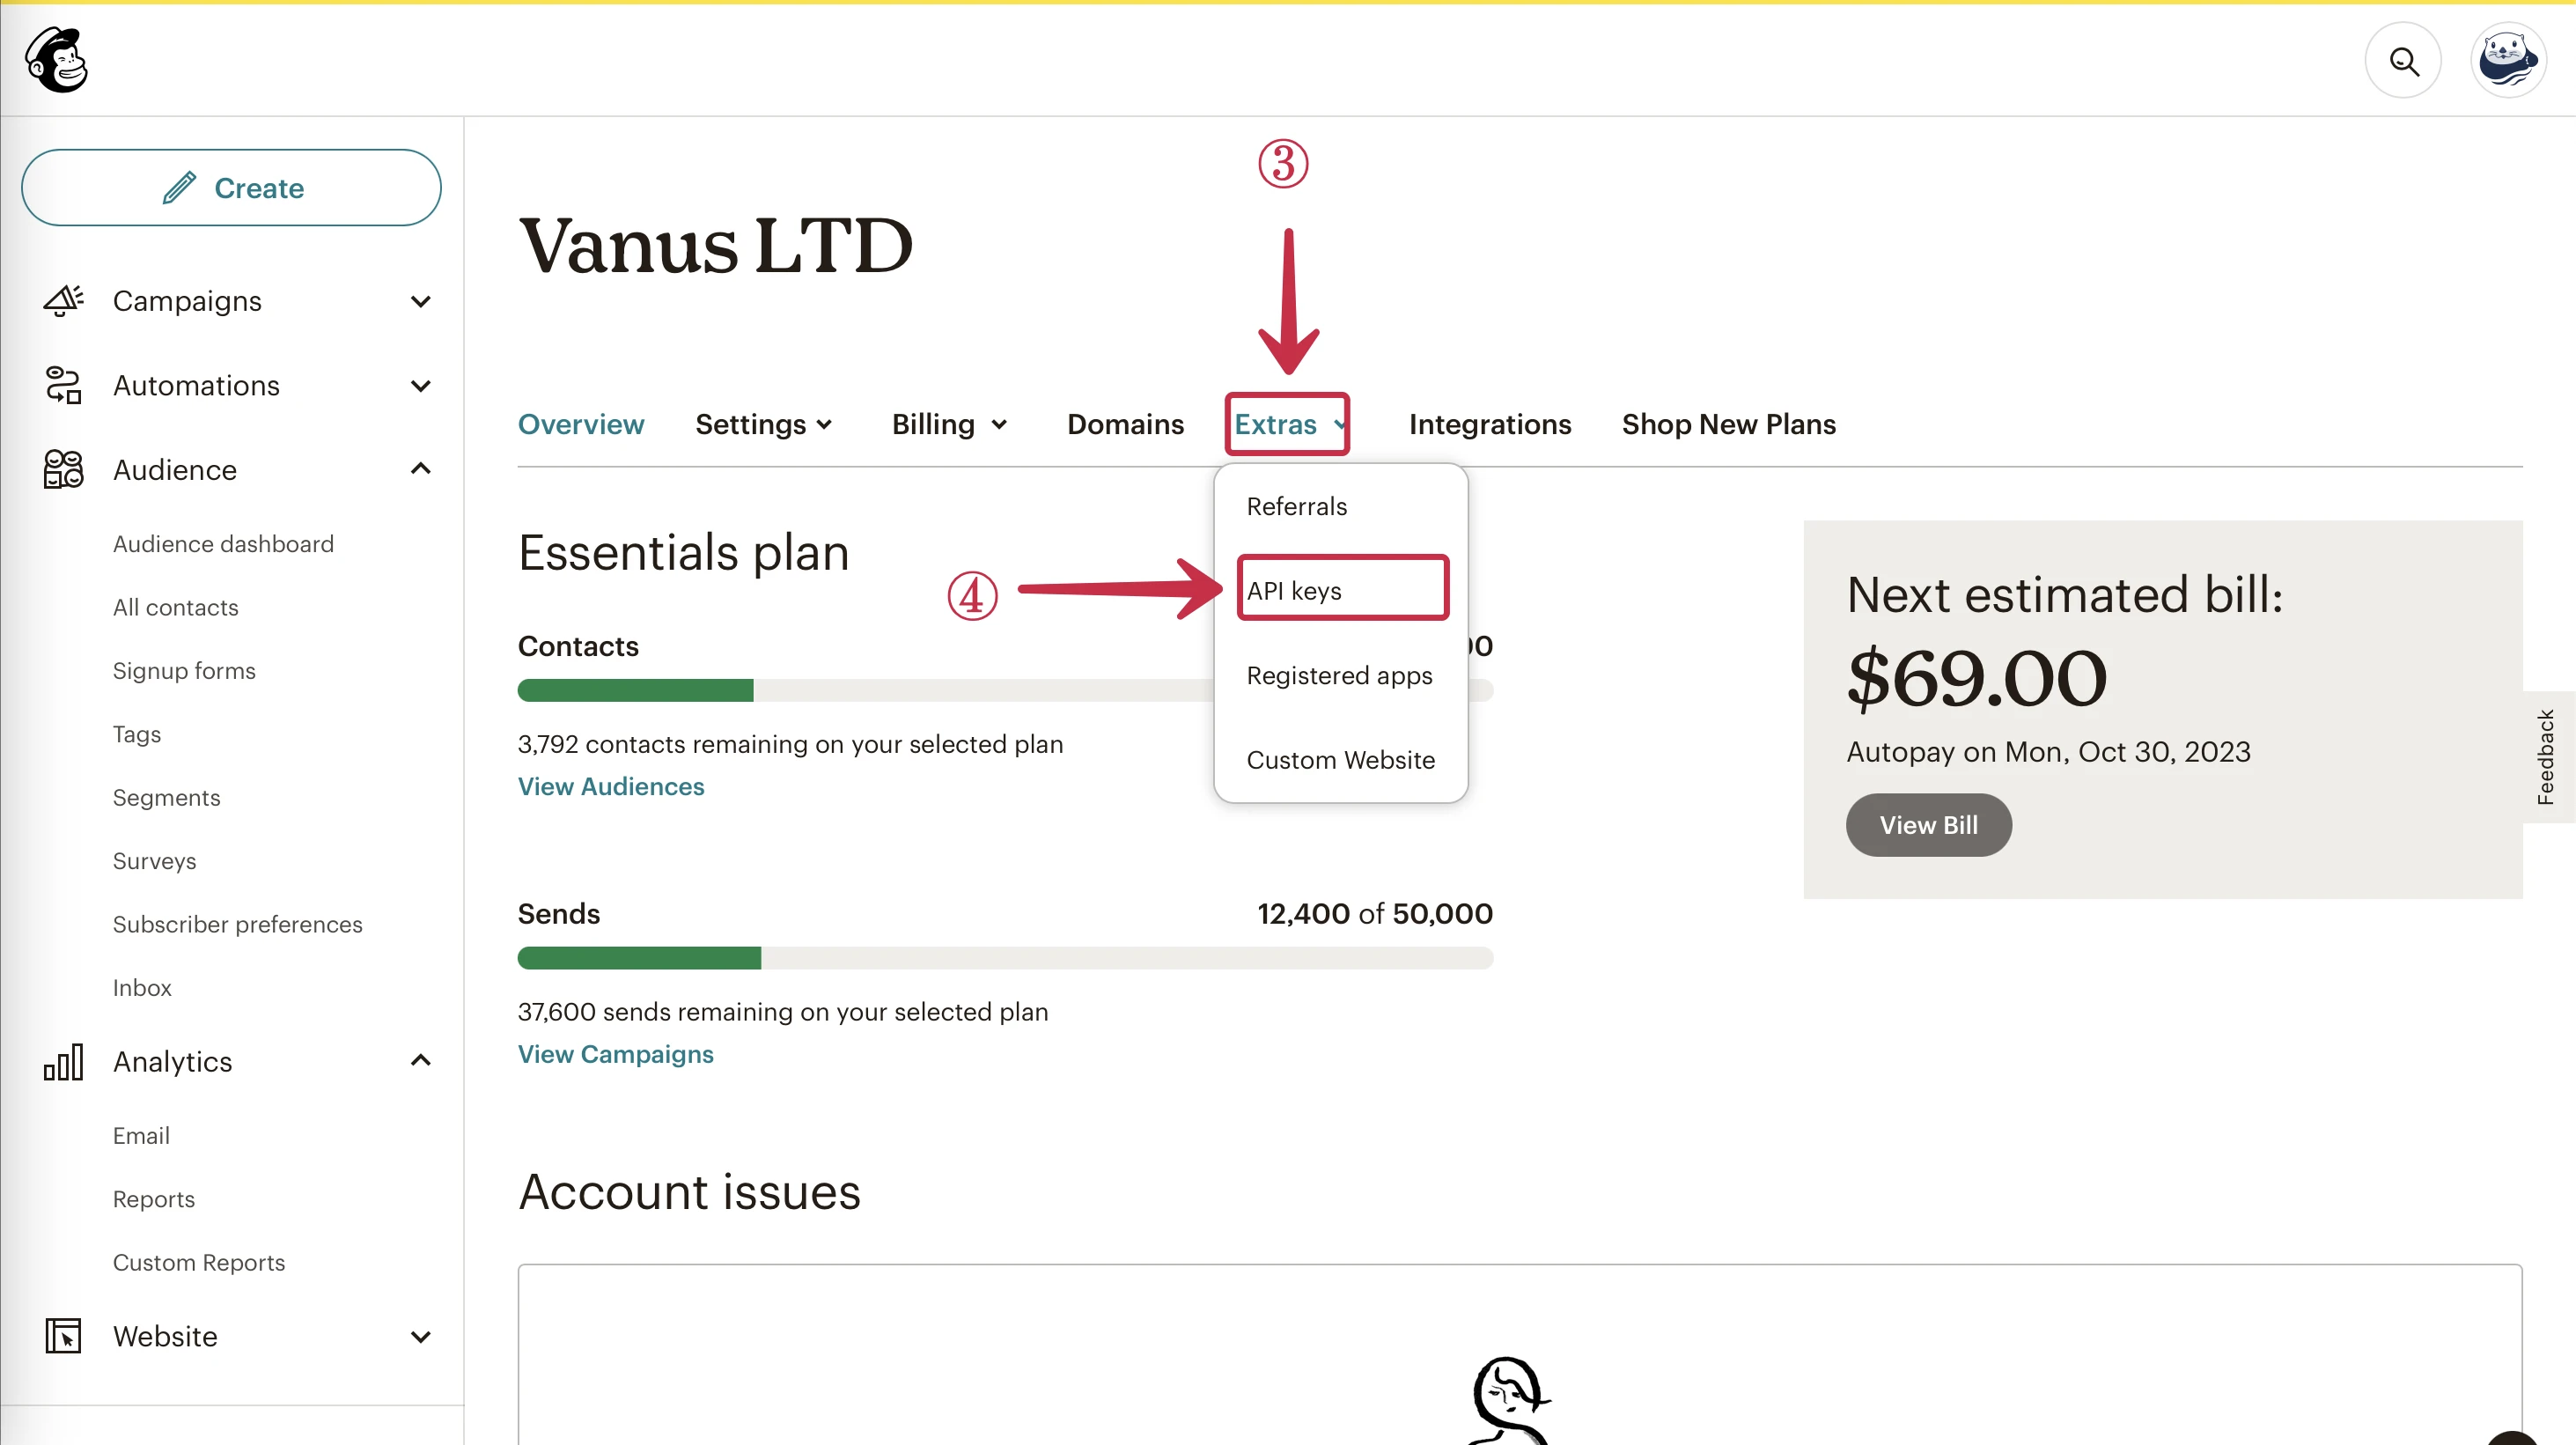 Create
Campaigns
Automations
Audience
Audience dashboard
All contacts
Signup forms
Tags
Segments
Surveys
Subscriber preferences
Inbox
Analytics
Email
Reports
Custom Reports
Website
③
Vanus LTD
Overview Settings Billing Domains Extras Integrations Shop New Plans
Referrals
④ API keys
Registered apps
Custom Website
Essentials plan
Contacts
3,792 contacts remaining on your selected plan
View Audiences
Sends 12,400 of 50,000
37,600 sends remaining on your selected plan
View Campaigns
Next estimated bill:
$69.00
Autopay on Mon, Oct 30, 2023
View Bill
Feedback
Account issues